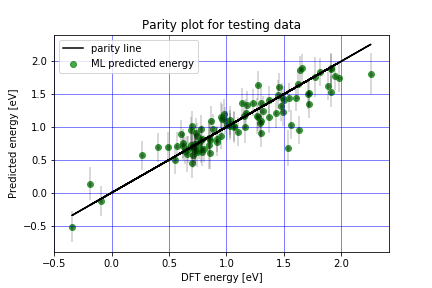 Parity plot for testing data
parity line
ML predicted energy
Predicted energy [eV]
2.0
1.5
1.0
0.5
0.0
−0.5
−0.5
0.0
0.5
1.0
1.5
2.0
DFT energy [eV]